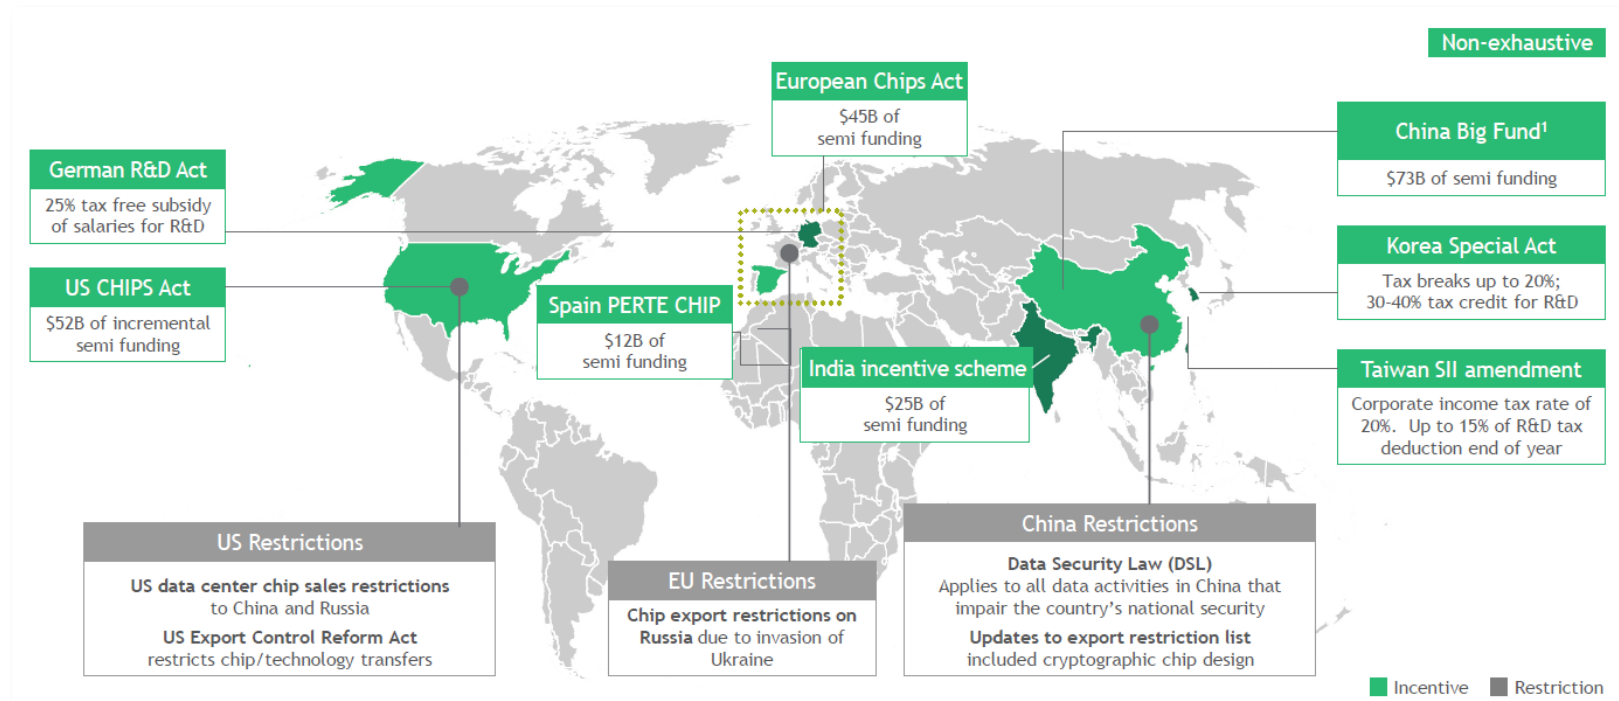 Non-exhaustive
European Chips Act
$45B of
semi funding
China Big Fund¹
$73B of semi funding
German R&D Act
25% tax free subsidy
of salaries for R&D
Korea Special Act
Tax breaks up to 20%;
30-40% tax credit for R&D
US CHIPS Act
$52B of incremental
semi funding
Spain PERTE CHIP
$12B of
semi funding
India incentive scheme
$25B of
semi funding
Taiwan SII amendment
Corporate income tax rate of
20%. Up to 15% of R&D tax
deduction end of year
US Restrictions
US data center chip sales restrictions
to China and Russia
US Export Control Reform Act
restricts chip/technology transfers
EU Restrictions
Chip export restrictions on
Russia due to invasion of
Ukraine
China Restrictions
Data Security Law (DSL)
Applies to all data activities in China that
impair the country's national security
Updates to export restriction list
included cryptographic chip design
Incentive
Restriction